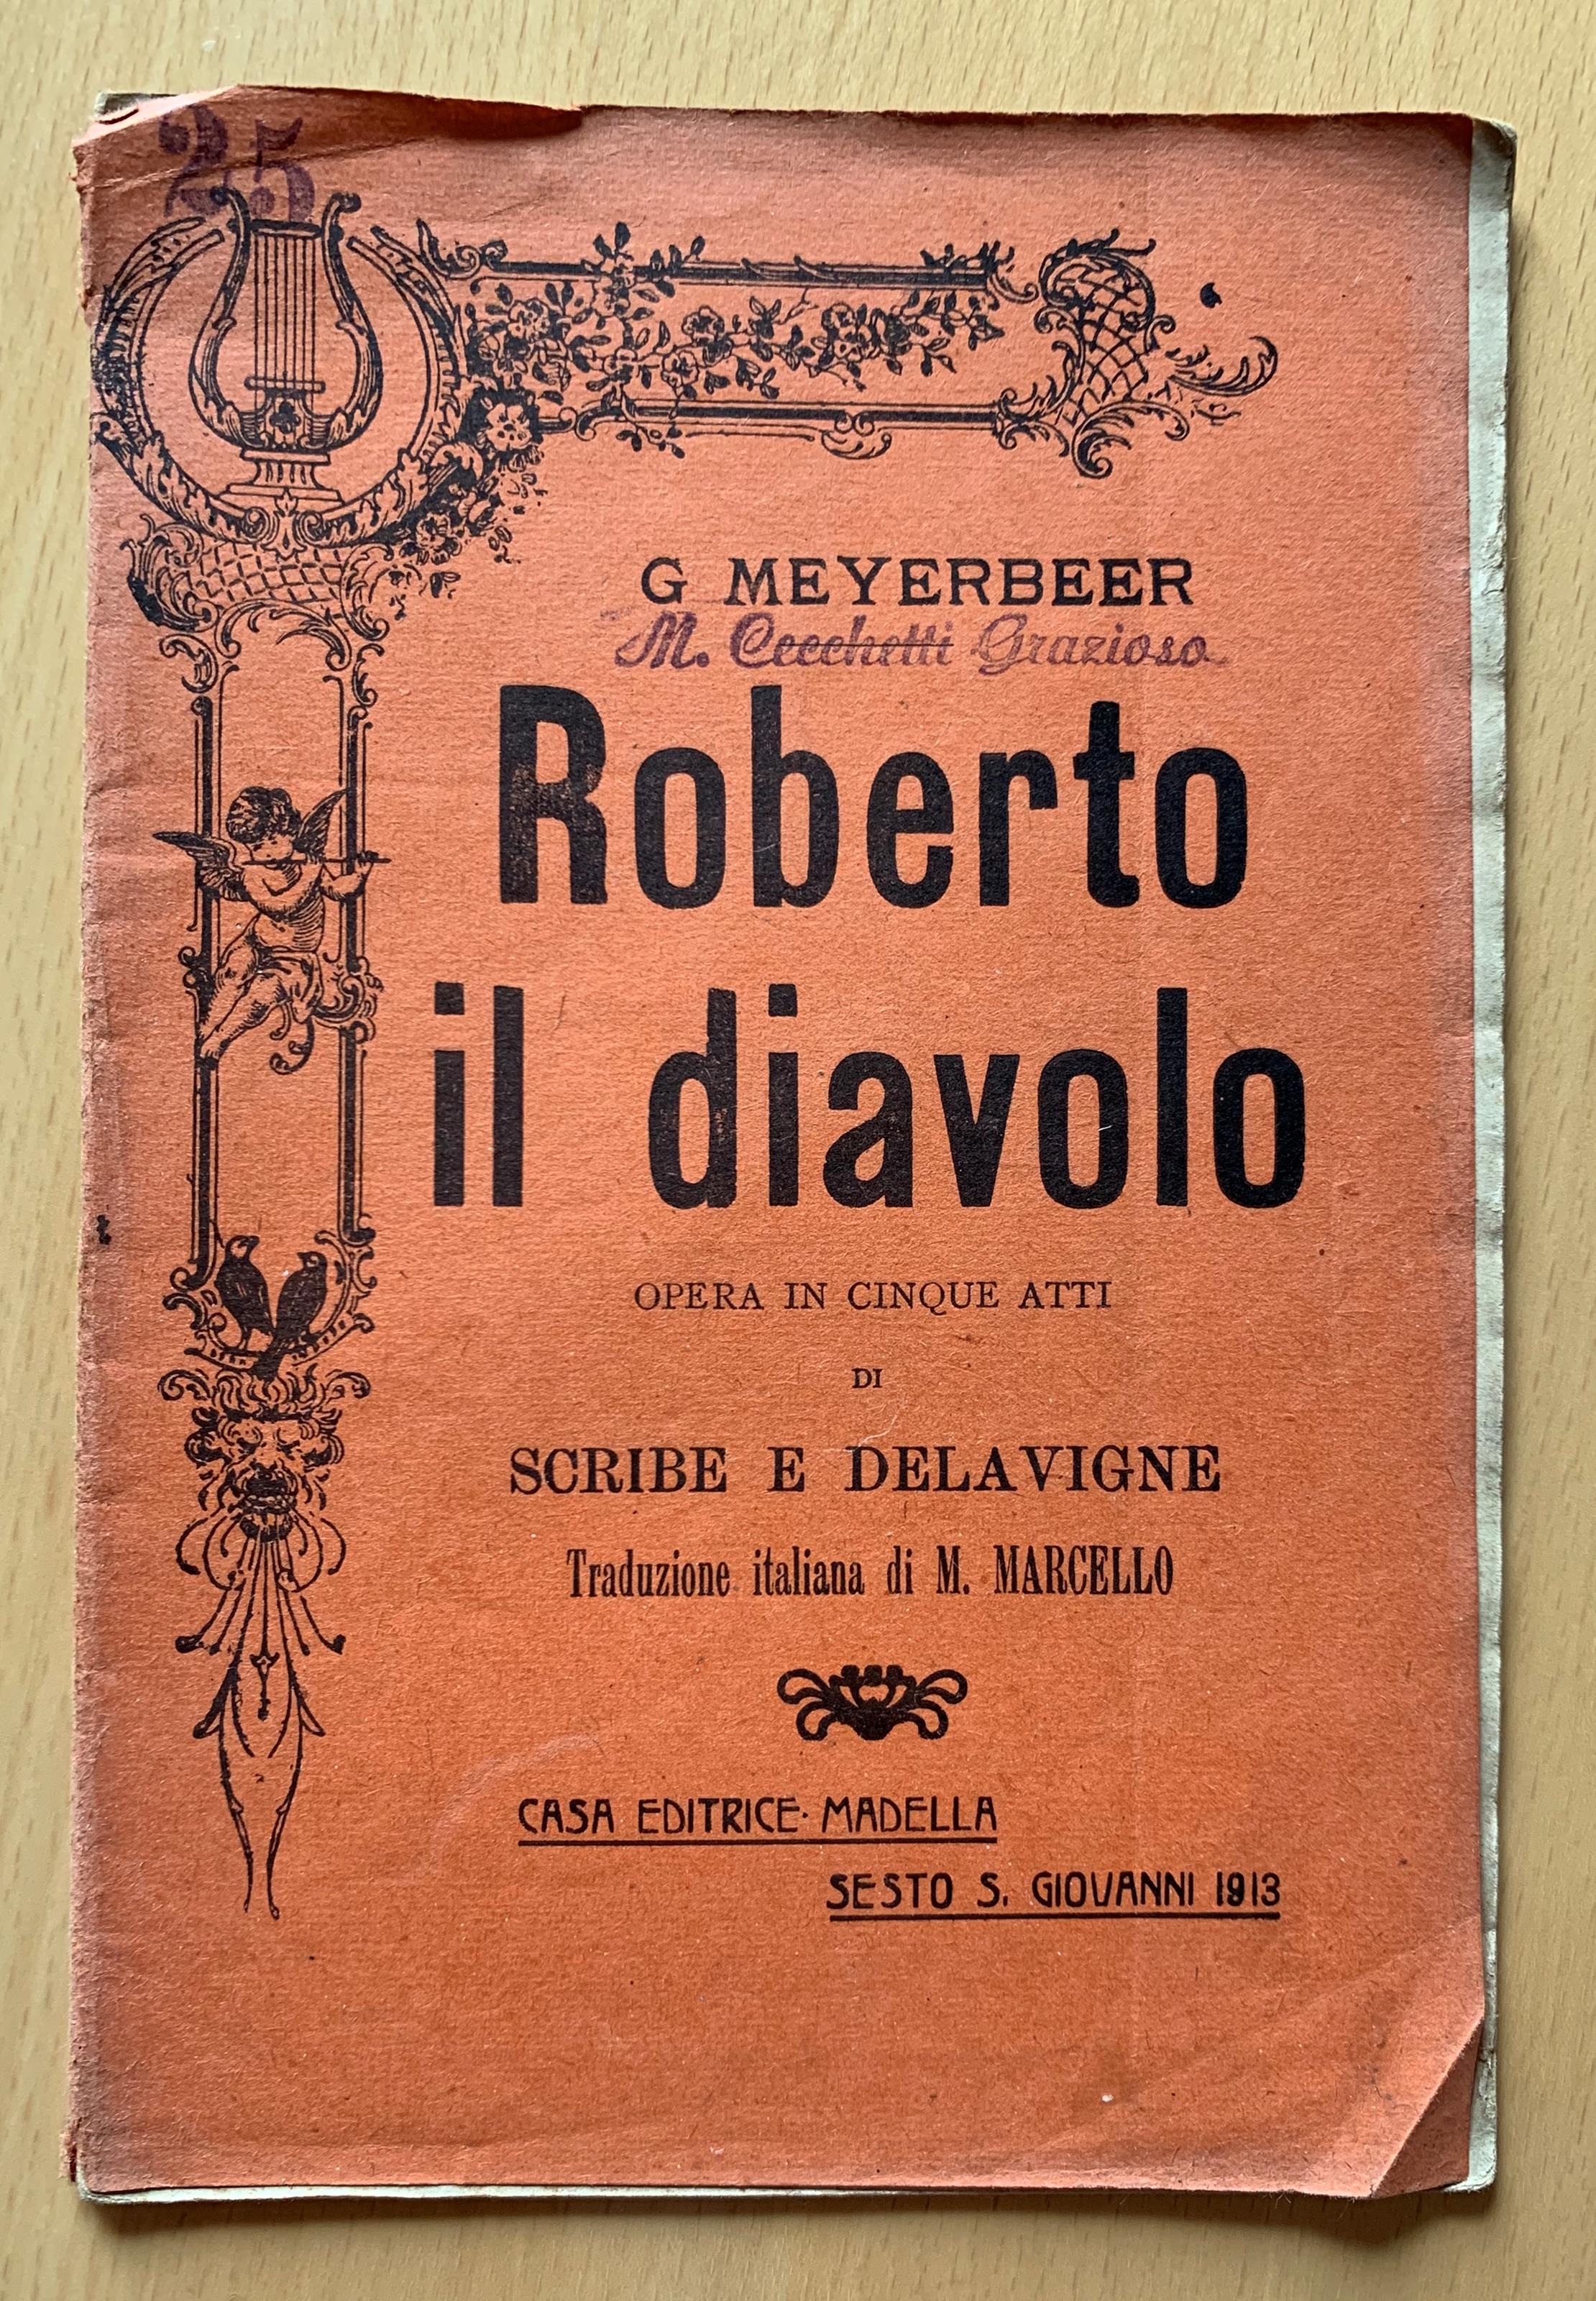 25
G MEYERBEER
M. Cecchetti Grazioso
Roberto
il diavolo
OPERA IN CINQUE ATTI
DI
SCRIBE E DELAVIGNE
Traduzione italiana di M. MARCELLO
CASA EDITRICE · MADELLA
SESTO S. GIOVANNI 1913